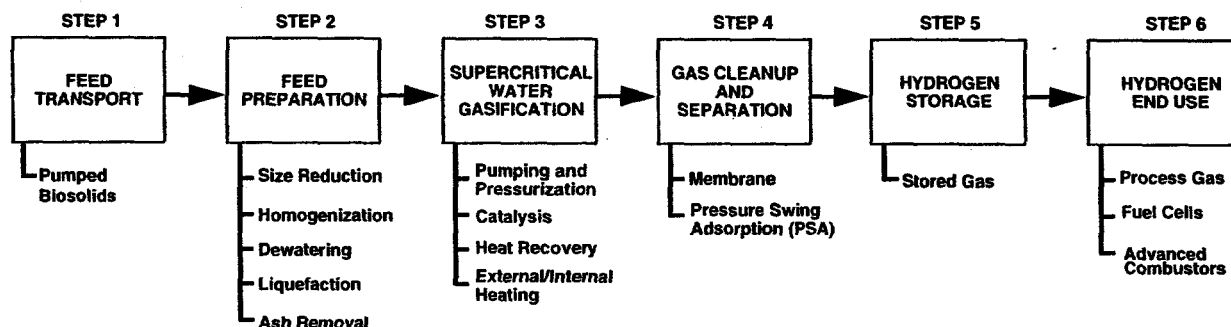 STEP 1
FEED
TRANSPORT
Pumped
Biosolids
STEP 2
FEED
PREPARATION
Size Reduction
Homogenization
Dewatering
Liquefaction
Ash Removal
STEP 3
SUPERCRITICAL
WATER
GASIFICATION
Pumping and
Pressurization
Catalysis
Heat Recovery
External/Internal
Heating
STEP 4
GAS CLEANUP
AND
SEPARATION
Membrane
Pressure Swing
Adsorption (PSA)
STEP 5
HYDROGEN
STORAGE
Stored Gas
STEP 6
HYDROGEN
END USE
Process Gas
Fuel Cells
Advanced
Combustors